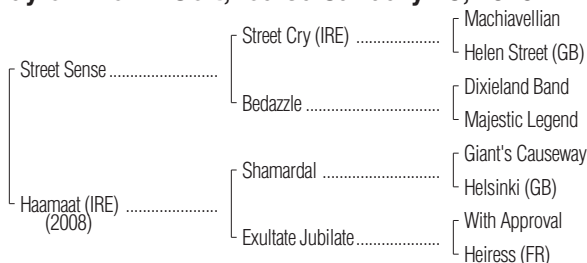 Machiavellian
Street Cry (IRE) ..............................
Helen Street (GB)
Street Sense ...............................
Dixieland Band
Bedazzle ......................................
Majestic Legend
Giant's Causeway
Shamardal ...................................
Helsinki (GB)
Haamaat (IRE) ..........................
(2008)
With Approval
Exultate Jubilate .......................
Heiress (FR)